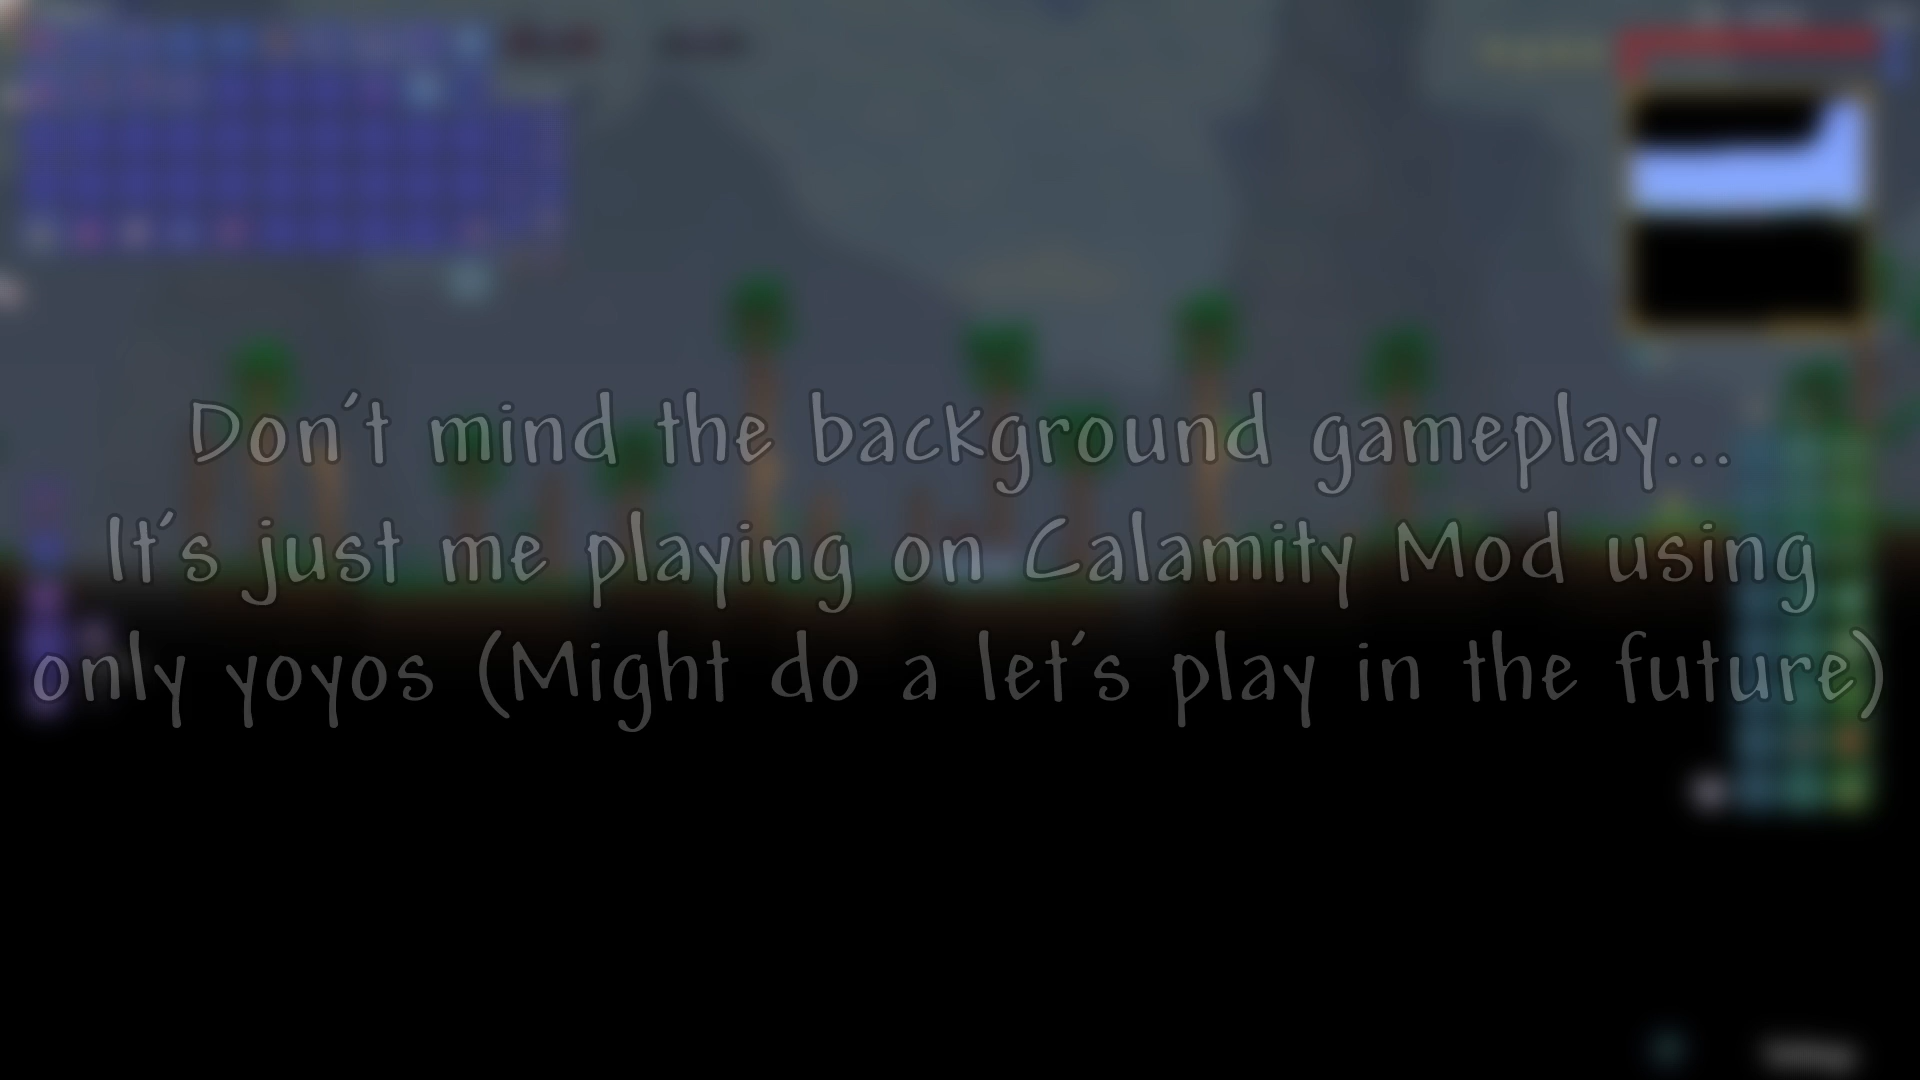 Don't mind the background gameplay...
It's just me playing on Calamity Mod using
only yoyos (Might do a let's play in the future)